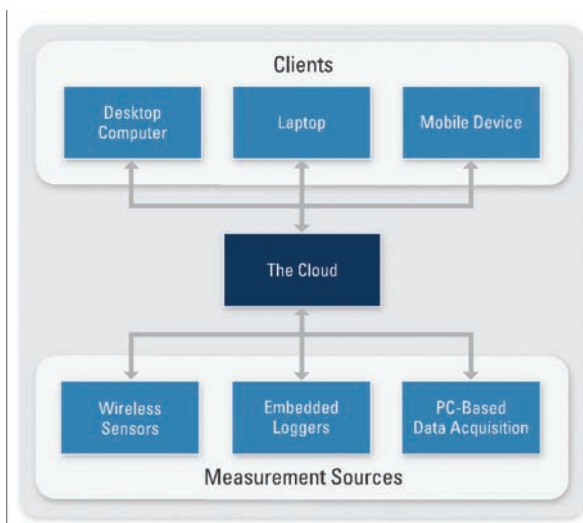 Clients
Desktop
Computer
Laptop
Mobile Device
The Cloud
Wireless
Sensors
Embedded
Loggers
PC-Based
Data Acquisition
Measurement Sources